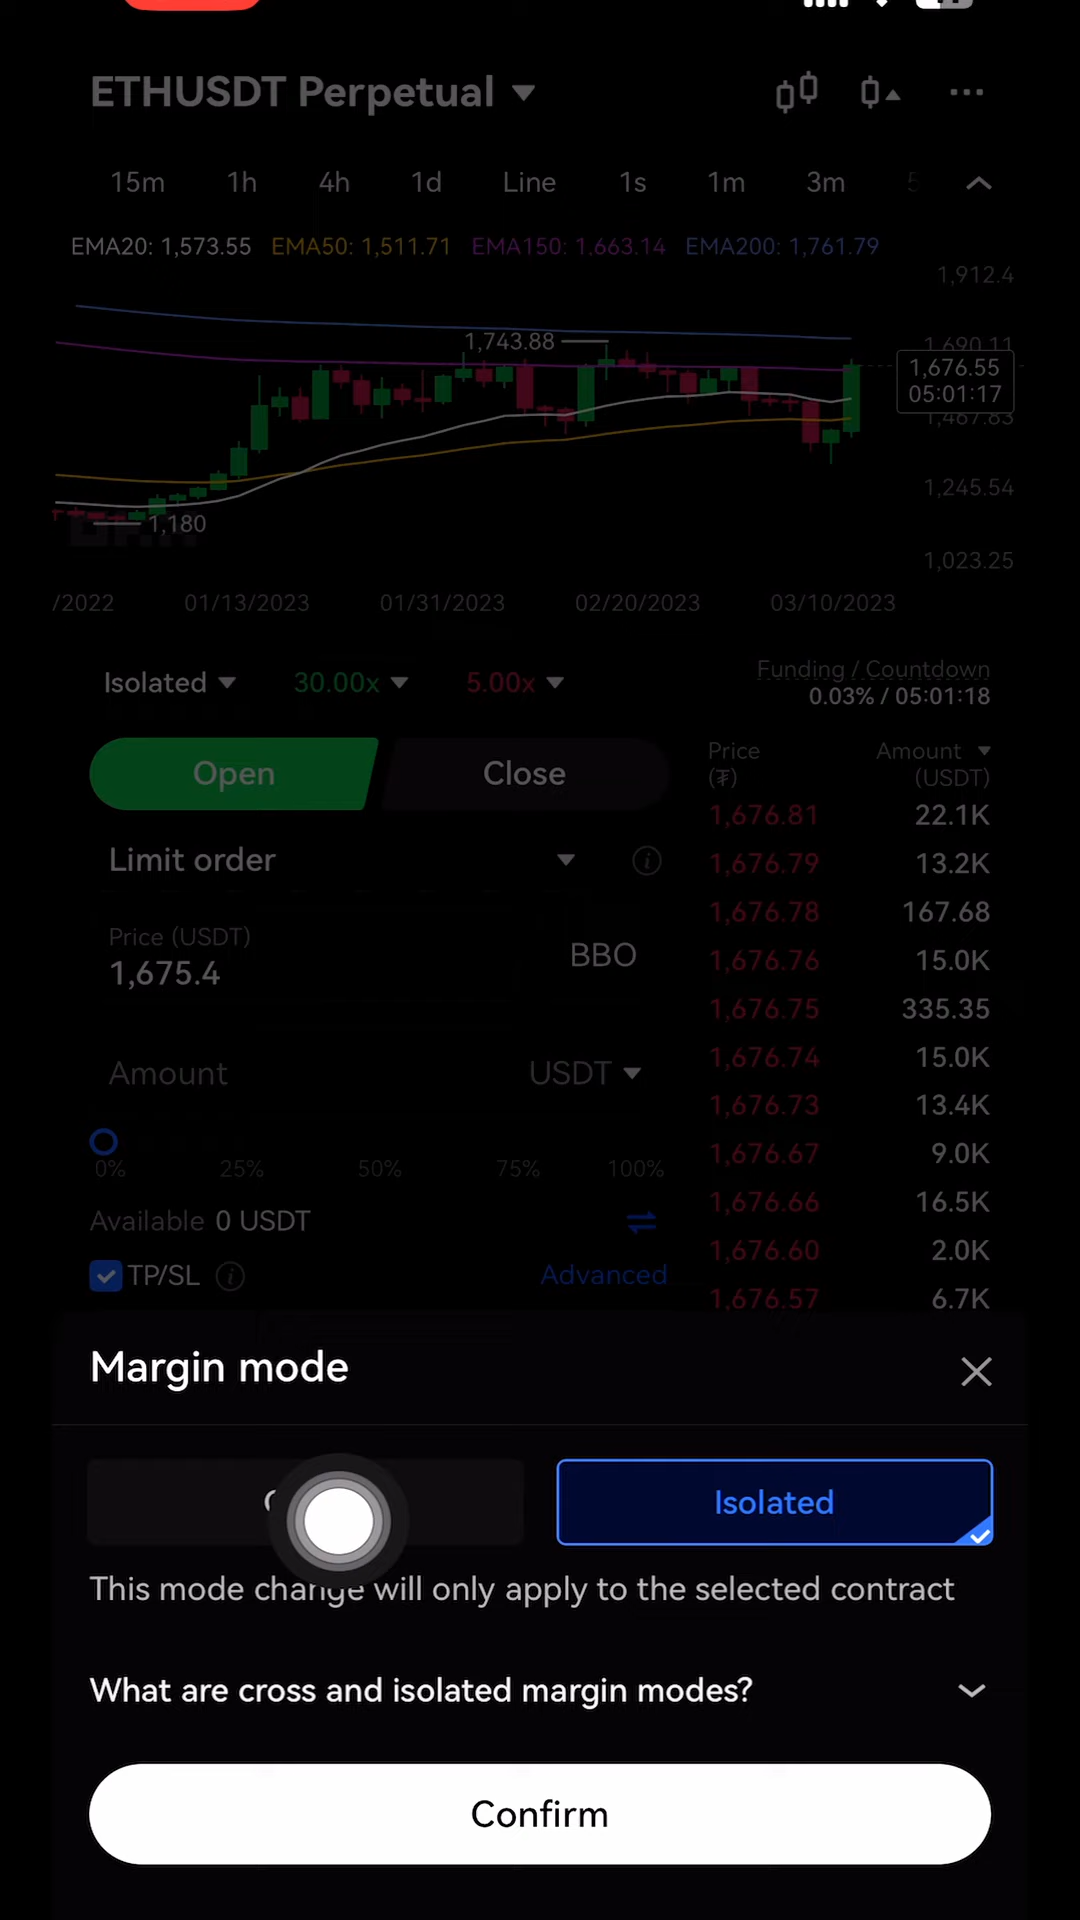 ETHUSDT Perpetual
15m 1h 4h 1d Line 1s 1m 3m
EMA20: 1,573.55 EMA50: 1,511.71 EMA150: 1,663.14 EMA200: 1,761.79
1,912.4
1,743.88
1,690.11
1,676.55
05:01:17
1,467.83
1,245.54
1,180
1,023.25
/2022 01/13/2023 01/31/2023 02/20/2023 03/10/2023
Isolated 30.00x 5.00x
Funding / Countdown
0.03% / 05:01:18
Open Close
Price Amount
(₮) (USDT)
1,676.81 22.1K
Limit order
1,676.79 13.2K
1,676.78 167.68
Price (USDT)
1,675.4
BBO
1,676.76 15.0K
1,676.75 335.35
Amount USDT
1,676.74 15.0K
1,676.73 13.4K
1,676.67 9.0K
0% 25% 50% 75% 100%
1,676.66 16.5K
Available 0 USDT
1,676.60 2.0K
TP/SL Advanced
1,676.57 6.7K
Margin mode
Isolated
This mode change will only apply to the selected contract
What are cross and isolated margin modes?
Confirm